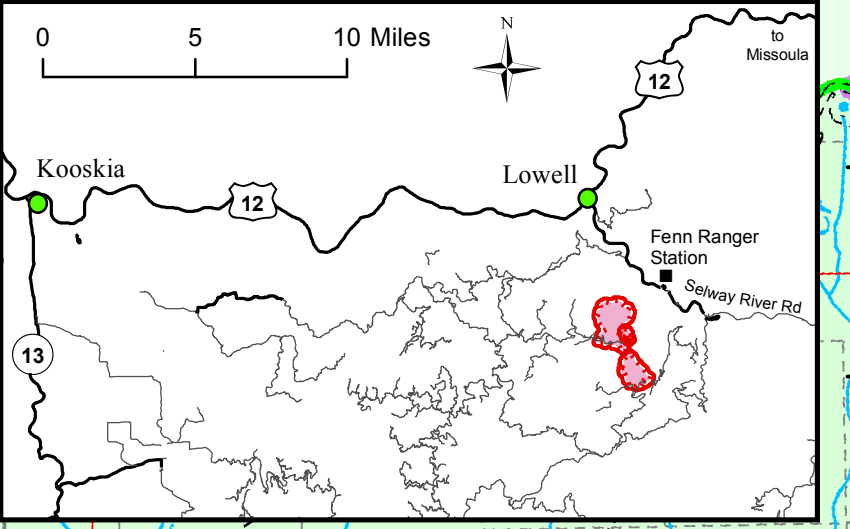 0 5 10 Miles
N
to
Missoula
12
Kooskia
Lowell
12
Fenn Ranger
Station
Selway River Rd
13